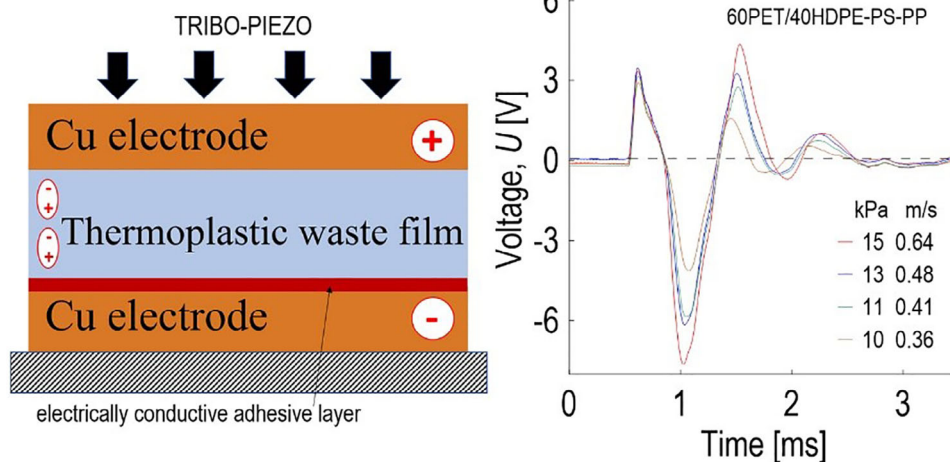 TRIBO-PIEZO
Cu electrode +
- +
- +
Thermoplastic waste film
Cu electrode -
electrically conductive adhesive layer
60PET/40HDPE-PS-PP
Voltage, U [V]
6
3
0
-3
-6
kPa m/s
15 0.64
13 0.48
11 0.41
10 0.36
0 1 2 3
Time [ms]